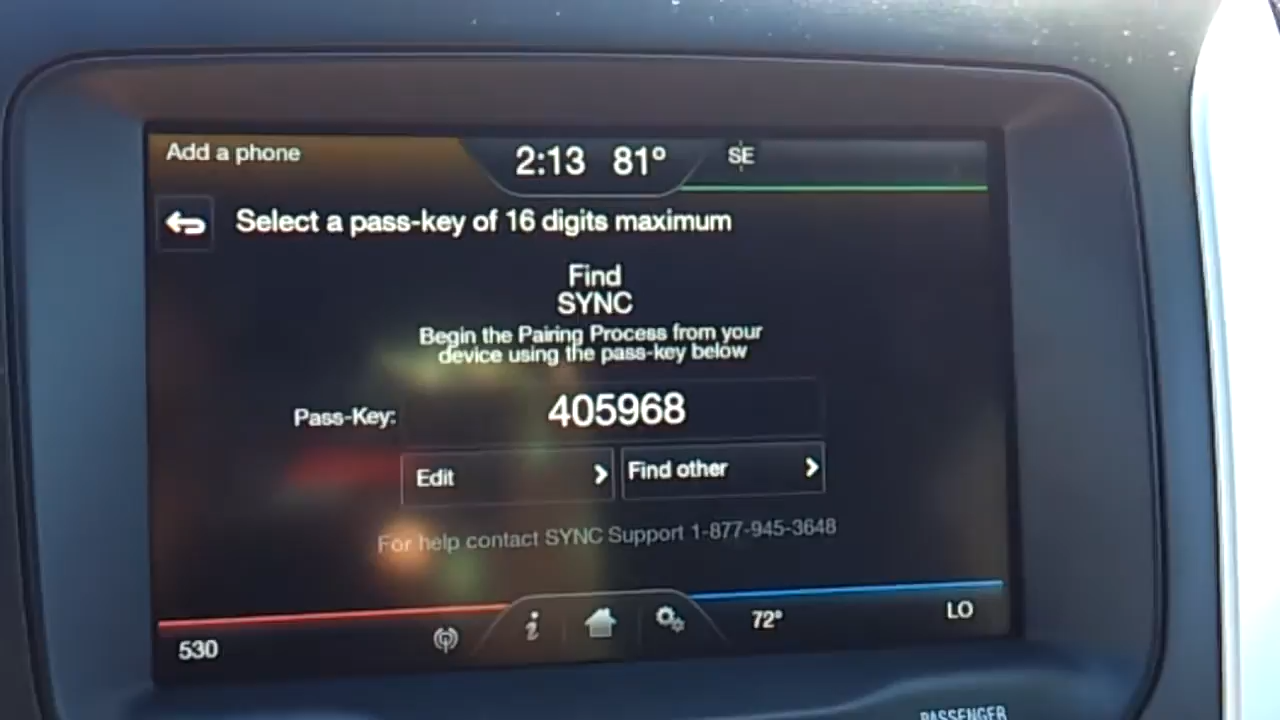 Add a phone
2:13 81°
SE
Select a pass-key of 16 digits maximum
Find
SYNC
Begin the Pairing Process from your
device using the pass-key below
Pass-Key: 405968
Edit
Find other
For help contact SYNC Support 1-877-945-3648
530
i
72°
LO
PASSENGER